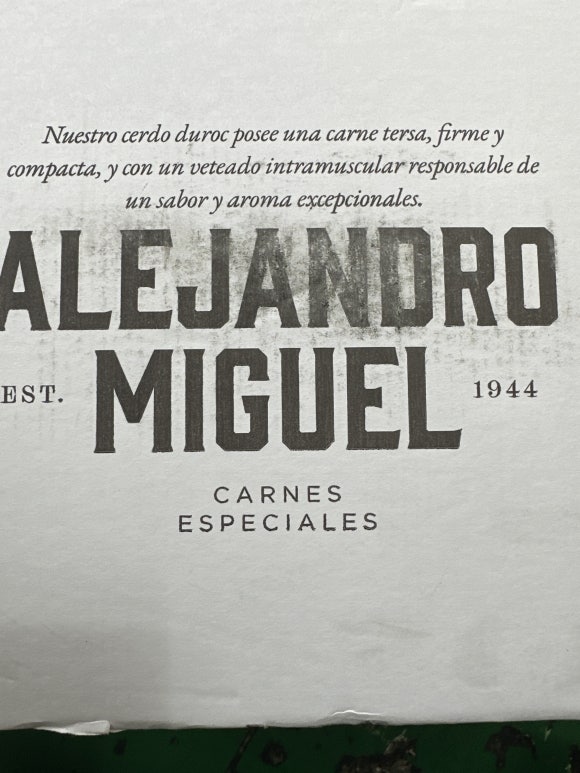 Nuestro cerdo duroc posee una carne tersa, firme y
compacta, y con un veteado intramuscular responsable de
un sabor y aroma excepcionales.
ALEJANDRO
EST. MIGUEL 1944
CARNES
ESPECIALES